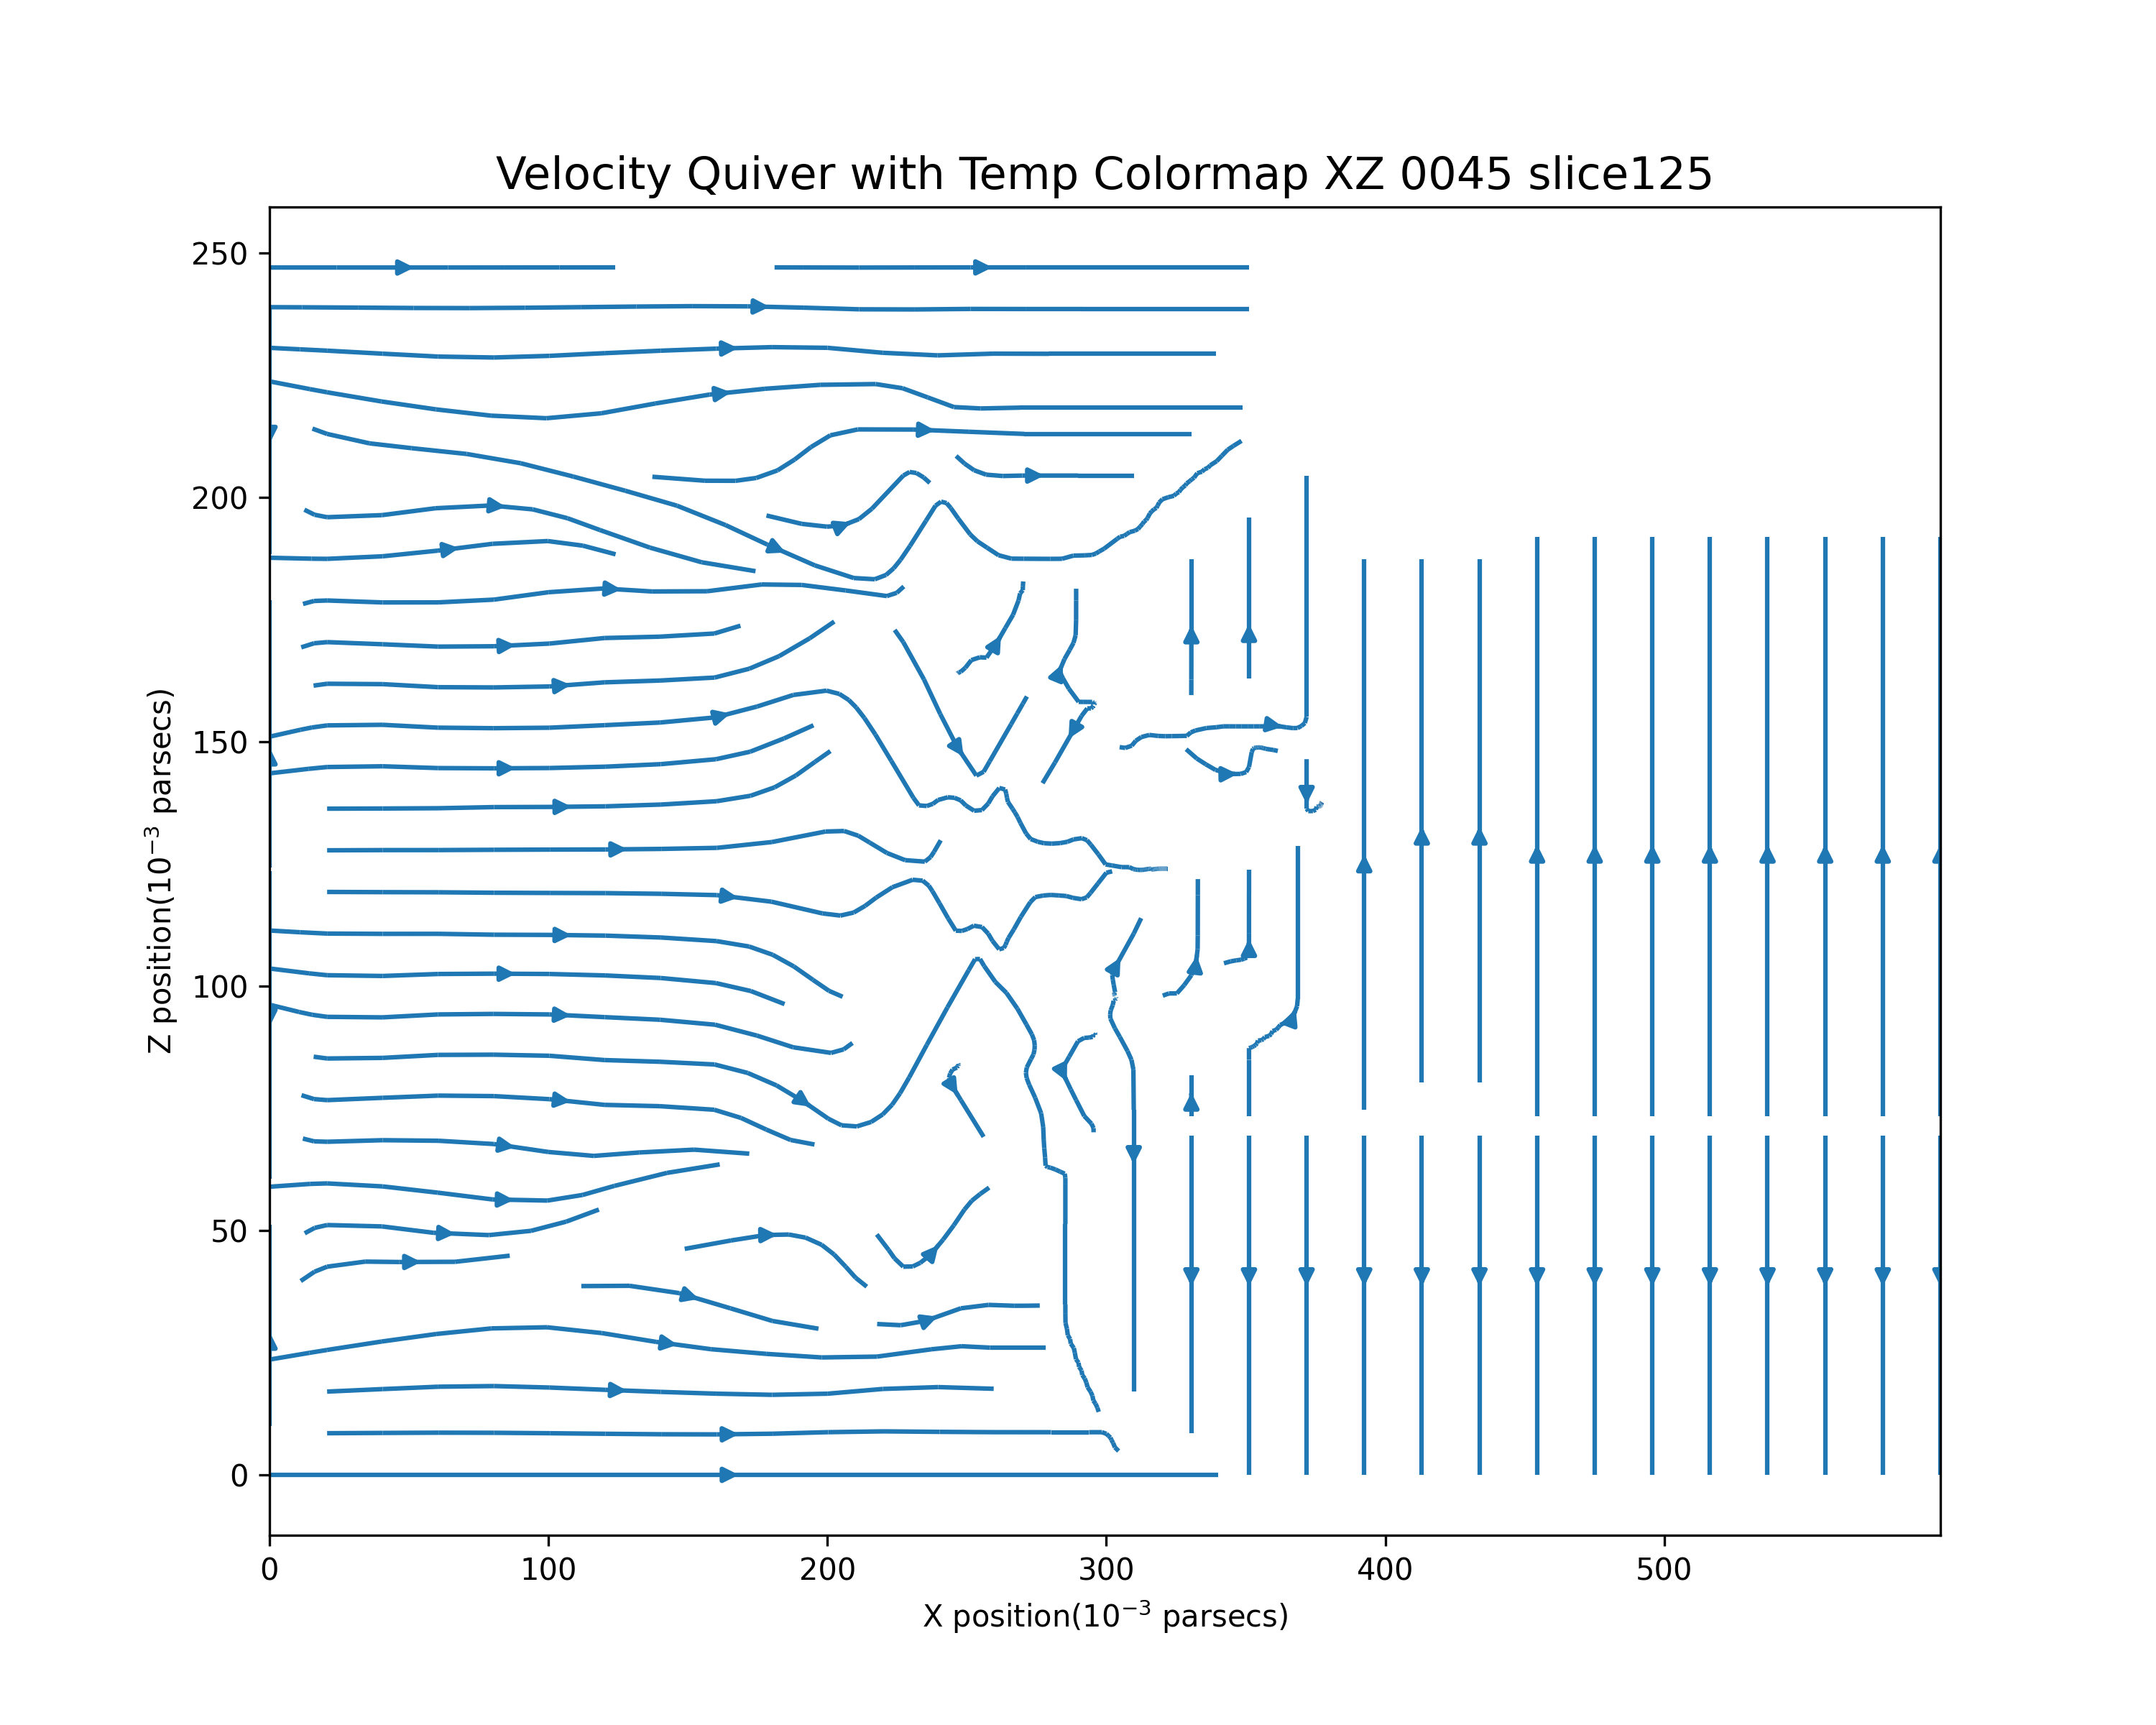 Velocity Quiver with Temp Colormap XZ 0045 slice125
250
200
150
100
50
0
Z position(10⁻³ parsecs)
0 100 200 300 400 500
X position(10⁻³ parsecs)